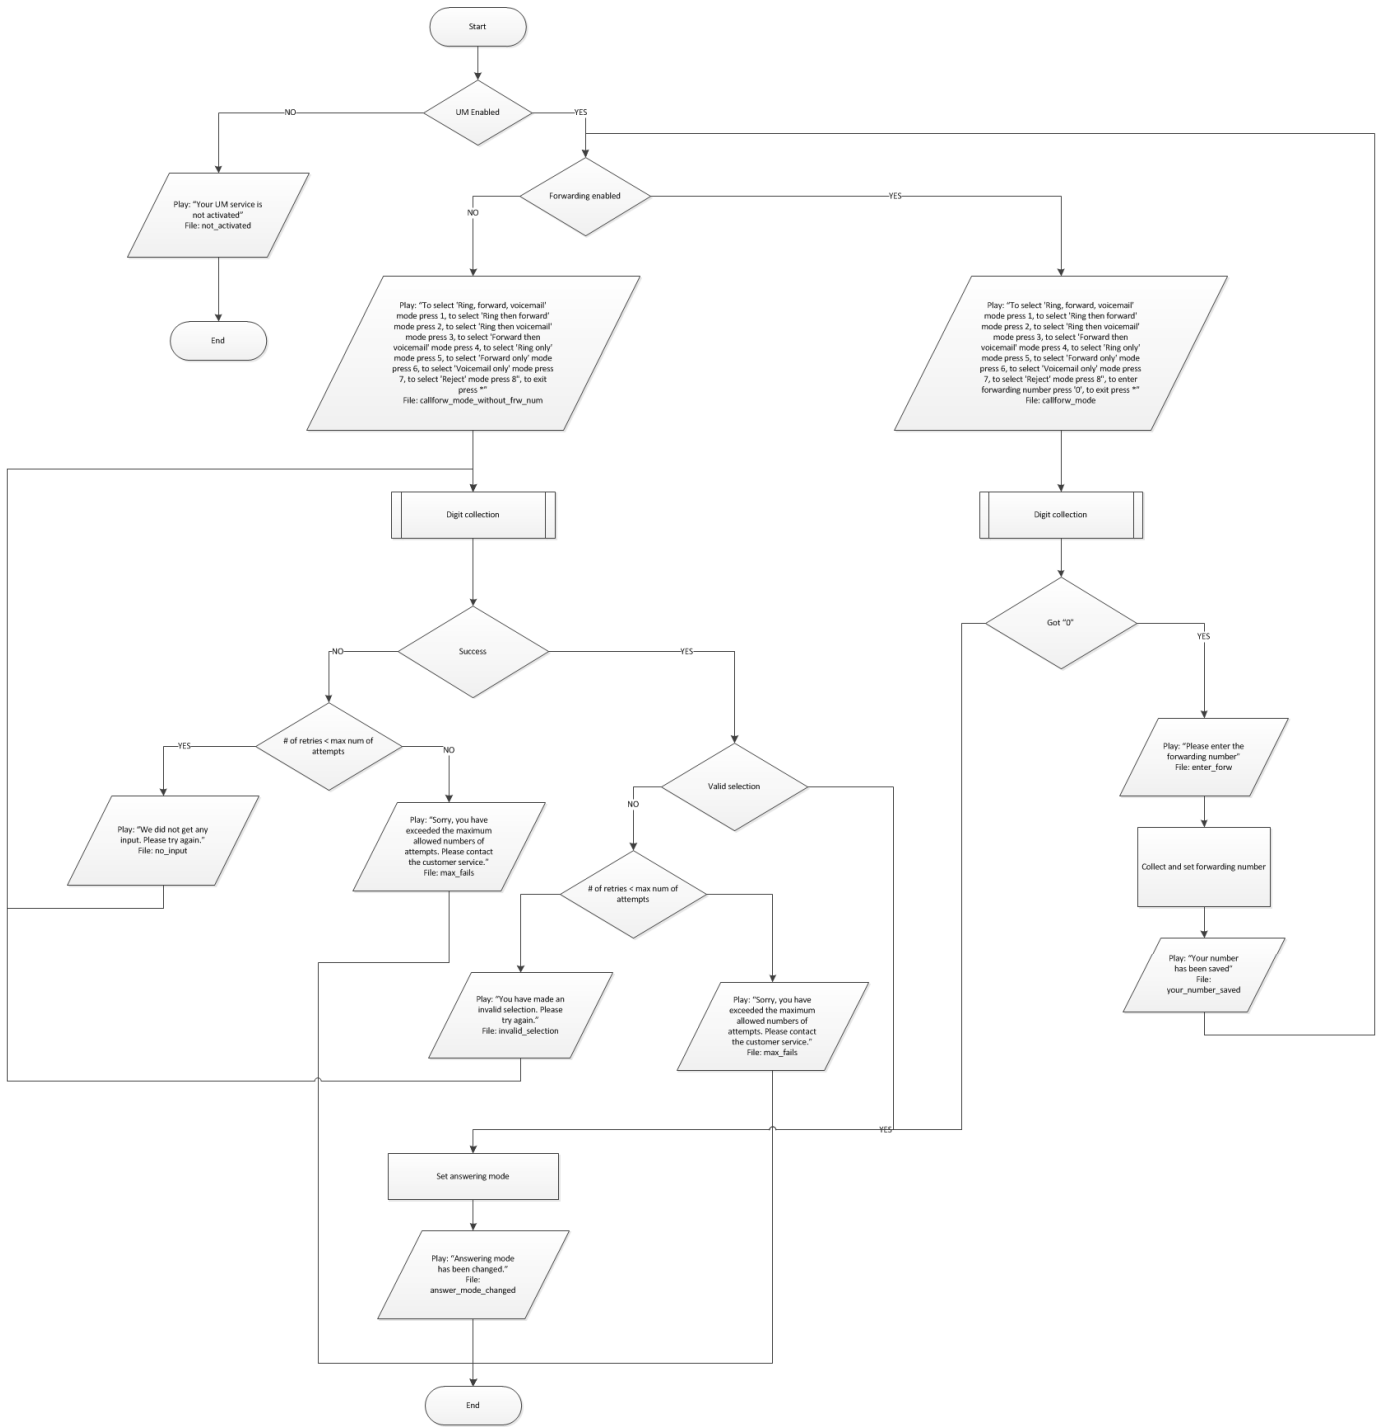 Start
UM Enabled
NO
YES
Play: “Your UM service is
not activated”
File: not_activated
End
Forwarding enabled
NO
YES
Play: “To select 'Ring, forward, voicemail'
mode press 1, to select 'Ring then forward'
mode press 2, to select 'Ring then voicemail'
mode press 3, to select 'Forward then
voicemail' mode press 4, to select 'Ring only'
mode press 5, to select 'Forward only' mode
press 6, to select 'Voicemail only' mode press
7, to select 'Reject' mode press 8", to exit
press *”
File: callforw_mode_without_frw_num
Play: “To select 'Ring, forward, voicemail'
mode press 1, to select 'Ring then forward'
mode press 2, to select 'Ring then voicemail'
mode press 3, to select 'Forward then
voicemail' mode press 4, to select 'Ring only'
mode press 5, to select 'Forward only' mode
press 6, to select 'Voicemail only' mode press
7, to select 'Reject' mode press 8", to enter
forwarding number press '0', to exit press *”
File: callforw_mode
Digit collection
Digit collection
Success
NO
YES
Got “0”
YES
# of retries < max num of
attempts
YES
NO
Play: “We did not get any
input. Please try again.”
File: no_input
Play: “Sorry, you have
exceeded the maximum
allowed numbers of
attempts. Please contact
the customer service.”
File: max_fails
Valid selection
NO
YES
# of retries < max num of
attempts
Play: “You have made an
invalid selection. Please
try again.”
File: invalid_selection
Play: “Sorry, you have
exceeded the maximum
allowed numbers of
attempts. Please contact
the customer service.”
File: max_fails
Play: “Please enter the
forwarding number”
File: enter_forw
Collect and set forwarding number
Play: “Your number
has been saved”
File:
your_number_saved
Set answering mode
Play: “Answering mode
has been changed.”
File:
answer_mode_changed
End